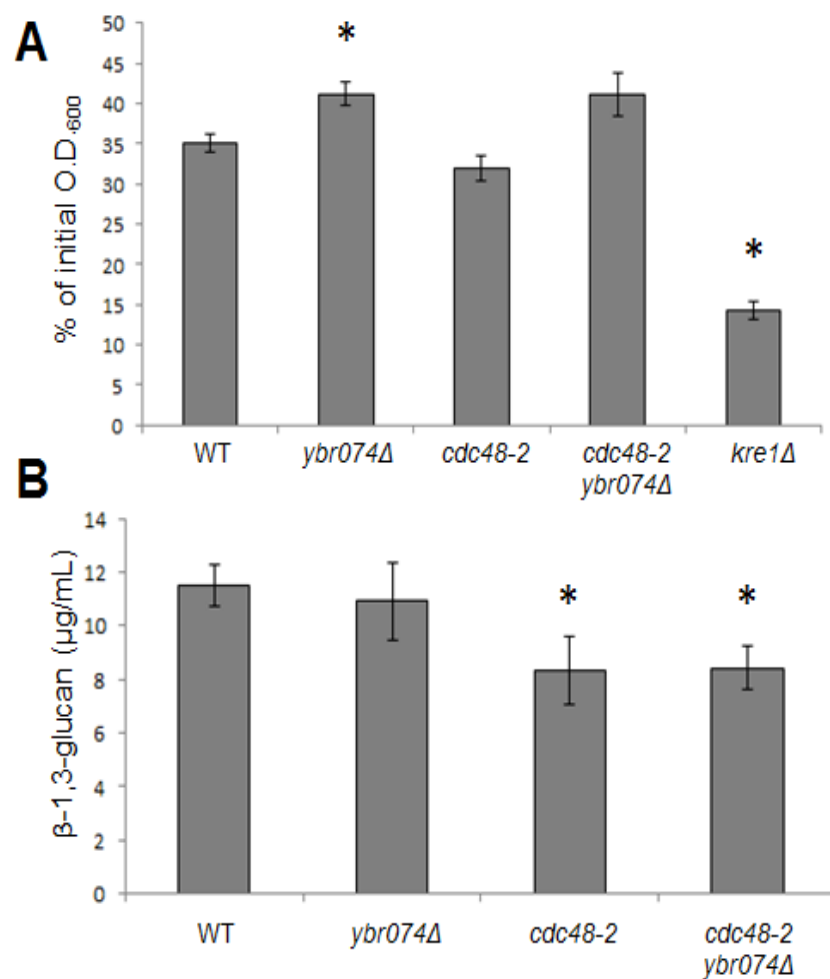 A
% of initial O.D.600
50
45
40
35
30
25
20
15
10
5
0
*
*
WT
ybr074Δ
cdc48-2
cdc48-2
ybr074Δ
kre1Δ
B
β-1,3-glucan (µg/mL)
14
12
10
8
6
4
2
0
*
*
WT
ybr074Δ
cdc48-2
cdc48-2
ybr074Δ